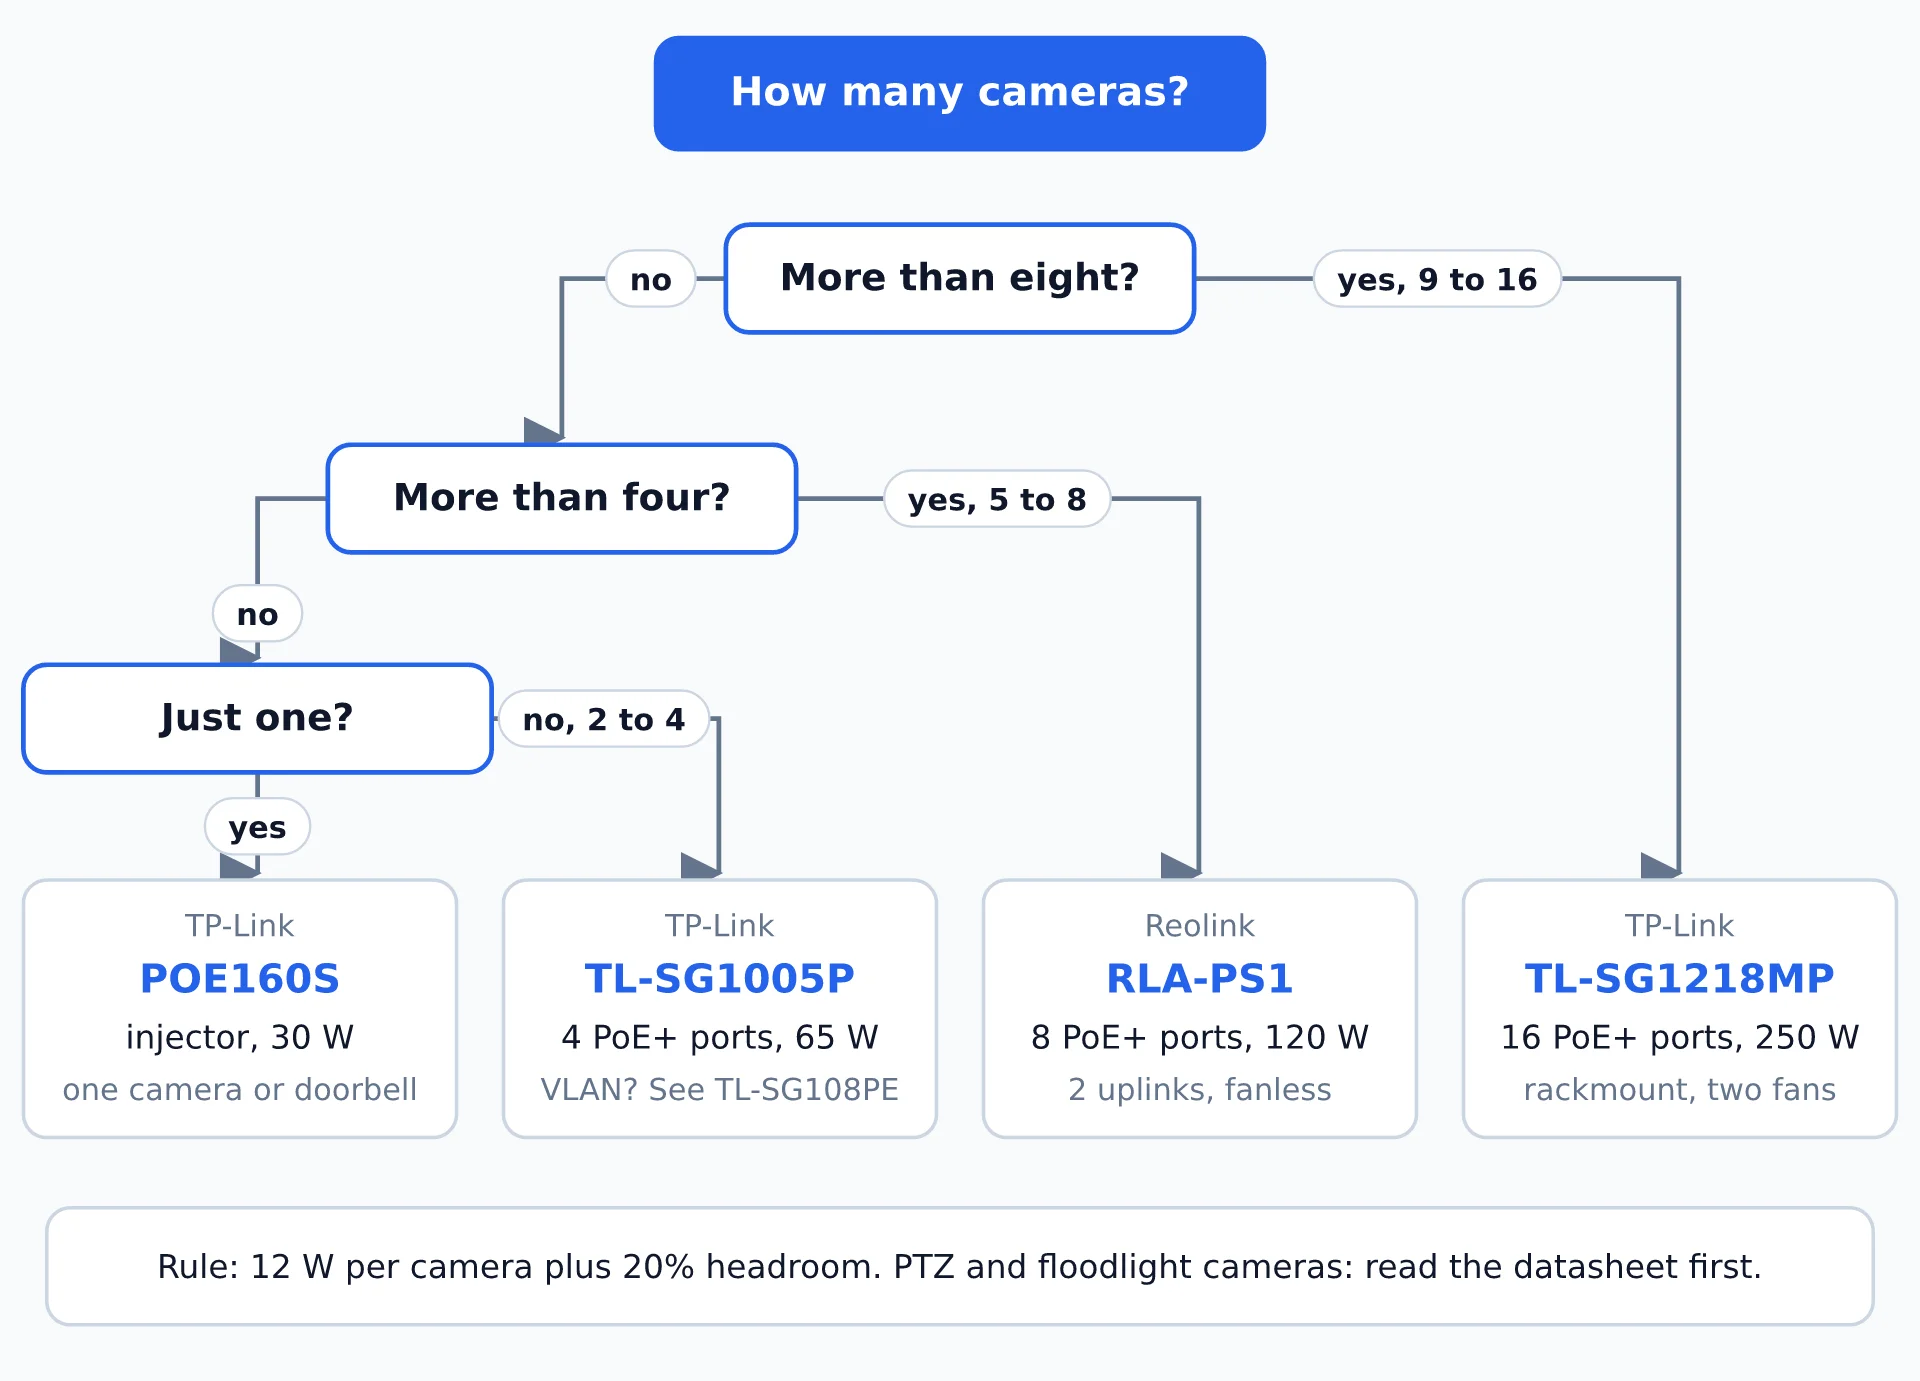 How many cameras?
More than eight?
no
yes, 9 to 16
More than four?
yes, 5 to 8
no
Just one?
no, 2 to 4
yes
TP-Link
POE160S
injector, 30 W
one camera or doorbell
TP-Link
TL-SG1005P
4 PoE+ ports, 65 W
VLAN? See TL-SG108PE
Reolink
RLA-PS1
8 PoE+ ports, 120 W
2 uplinks, fanless
TP-Link
TL-SG1218MP
16 PoE+ ports, 250 W
rackmount, two fans
Rule: 12 W per camera plus 20% headroom. PTZ and floodlight cameras: read the datasheet first.